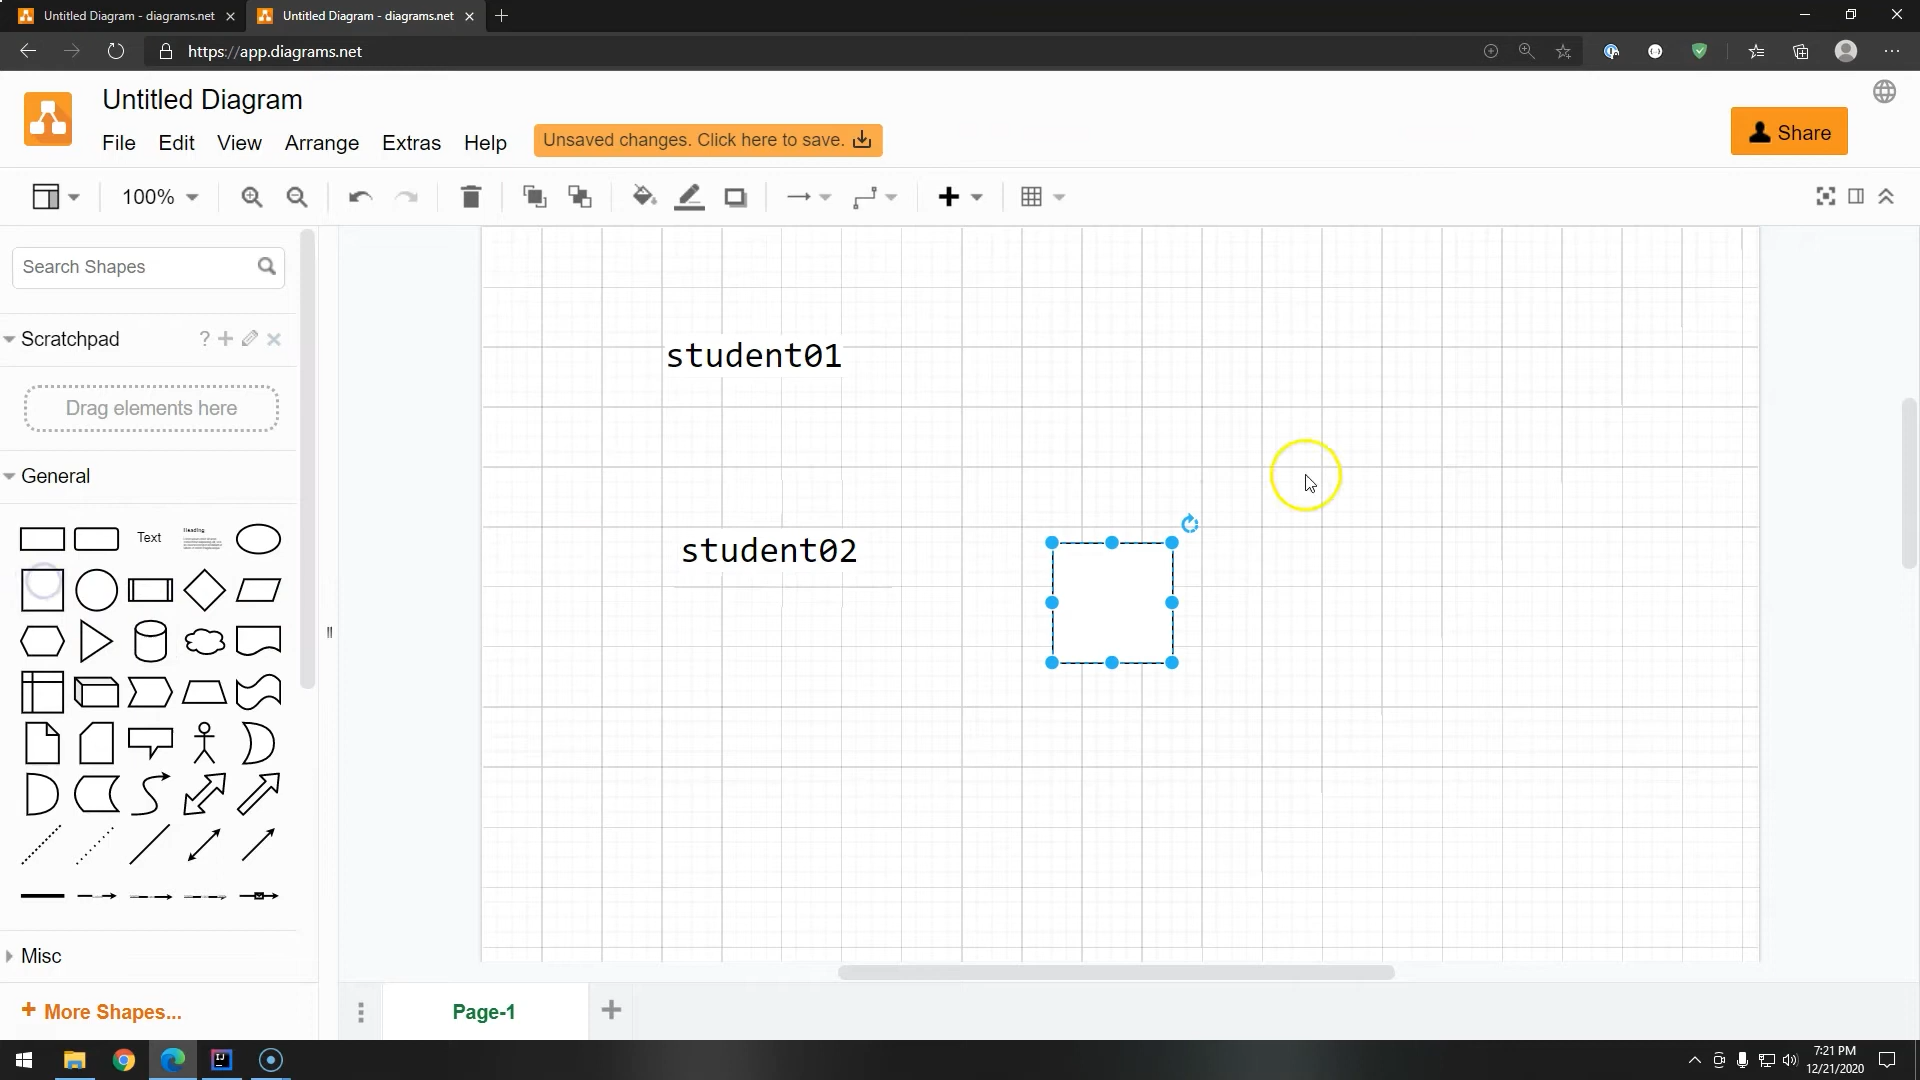 Untitled Diagram - diagrams.net
Untitled Diagram - diagrams.net
https://app.diagrams.net
Untitled Diagram
File Edit View Arrange Extras Help
Unsaved changes. Click here to save.
Share
100%
Search Shapes
Scratchpad
?
Drag elements here
General
Text
Heading
Misc
+ More Shapes...
student01
student02
Page-1
7:21 PM
12/21/2020